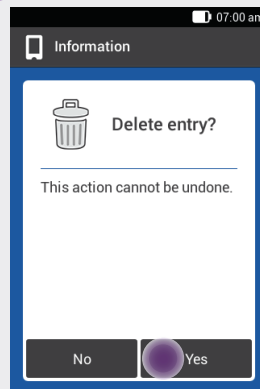 07:00 am
Information
Delete entry?
This action cannot be undone.
No
Yes